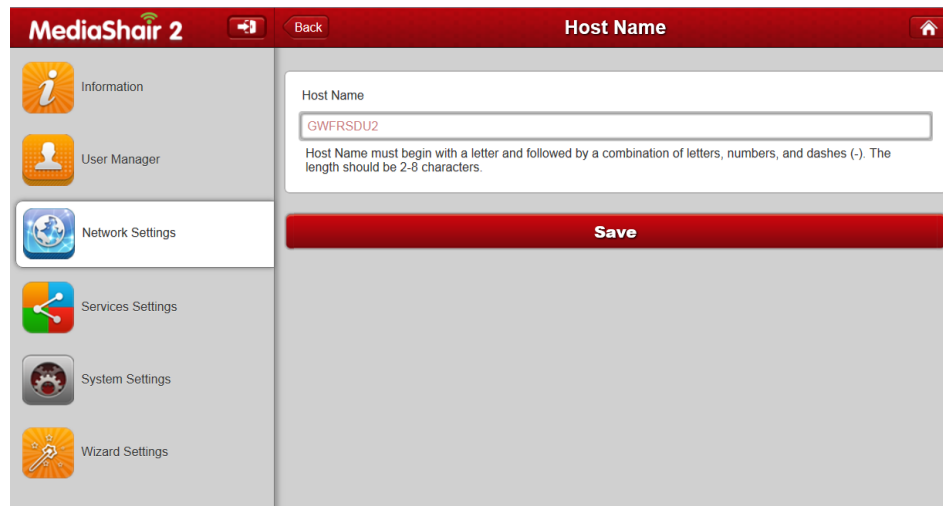 MediaShair 2
Back
Host Name
Information
User Manager
Network Settings
Services Settings
System Settings
Wizard Settings
Host Name
GWFRSDU2
Host Name must begin with a letter and followed by a combination of letters, numbers, and dashes (-). The
length should be 2-8 characters.
Save